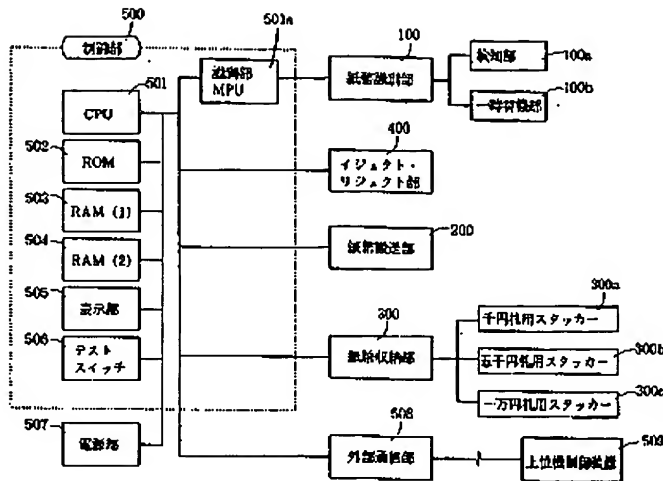 500
制御部
501a
識別部
MPU
100
紙幣識別部
検知部
100a
一時待機部
100b
501
CPU
502
ROM
503
RAM (1)
504
RAM (2)
505
表示部
506
テスト
スイッチ
507
電源部
400
イジェクト・
リジェクト部
200
紙幣搬送部
300
紙幣収納部
300a
千円札用スタッカー
300b
五千円札用スタッカー
300c
一万円札用スタッカー
508
外部通信部
509
上位機制御装置